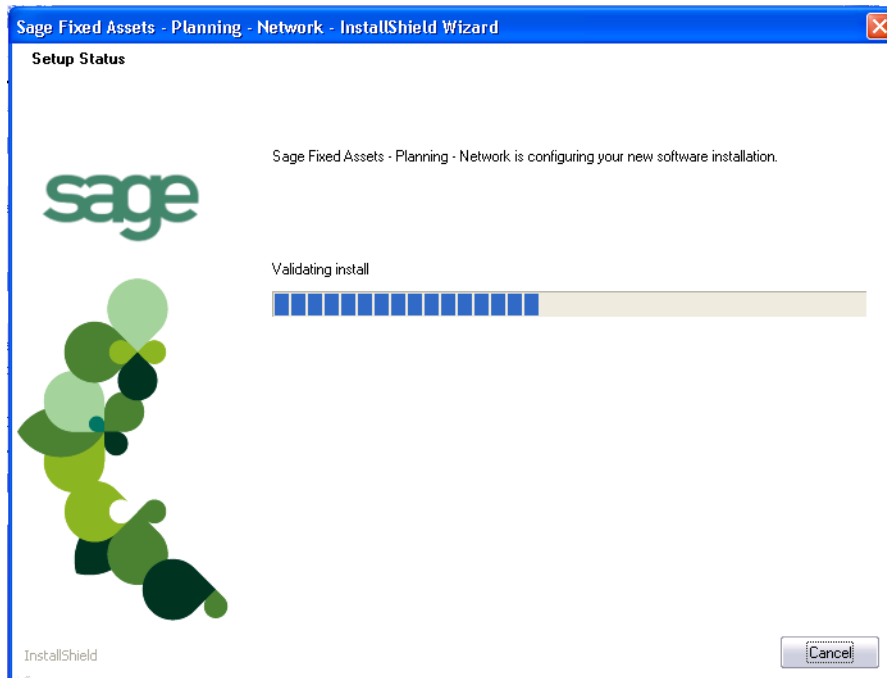 Sage Fixed Assets - Planning - Network - InstallShield Wizard
Setup Status
Sage Fixed Assets - Planning - Network is configuring your new software installation.
sage
Validating install
InstallShield
Cancel